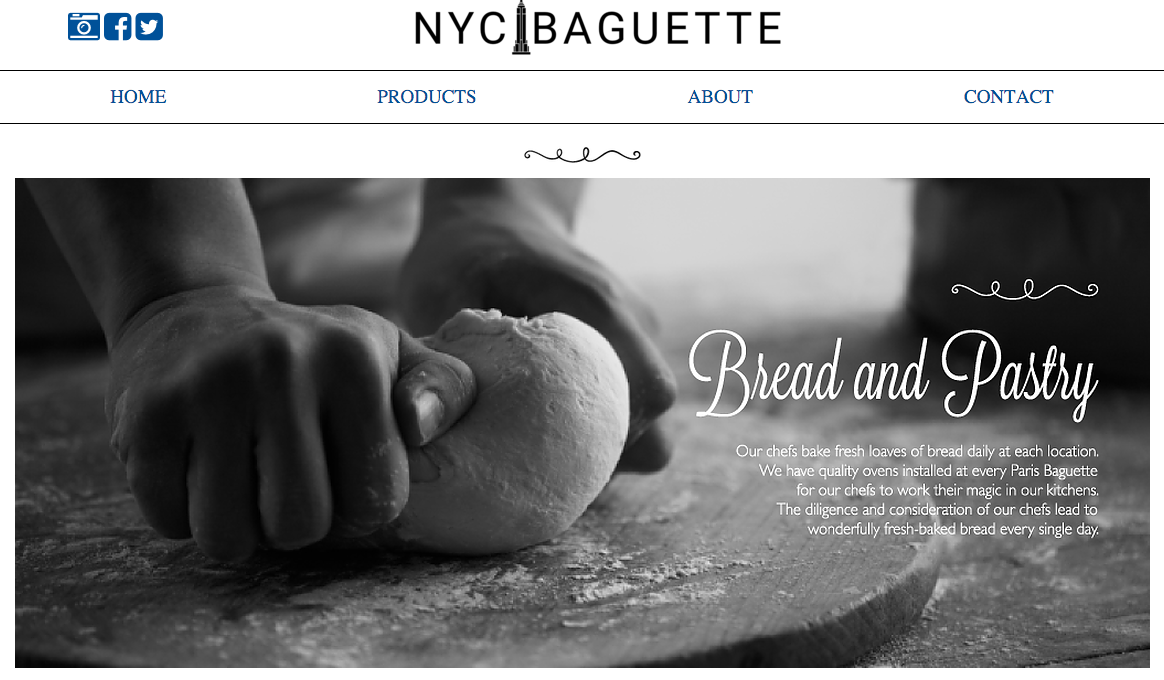 NYC BAGUETTE
HOME PRODUCTS ABOUT CONTACT
Bread and Pastry
Our chefs bake fresh loaves of bread daily at each location.
We have quality ovens installed at every Paris Baguette
for our chefs to work their magic in our kitchens.
The diligence and consideration of our chefs lead to
wonderfully fresh-baked bread every single day.